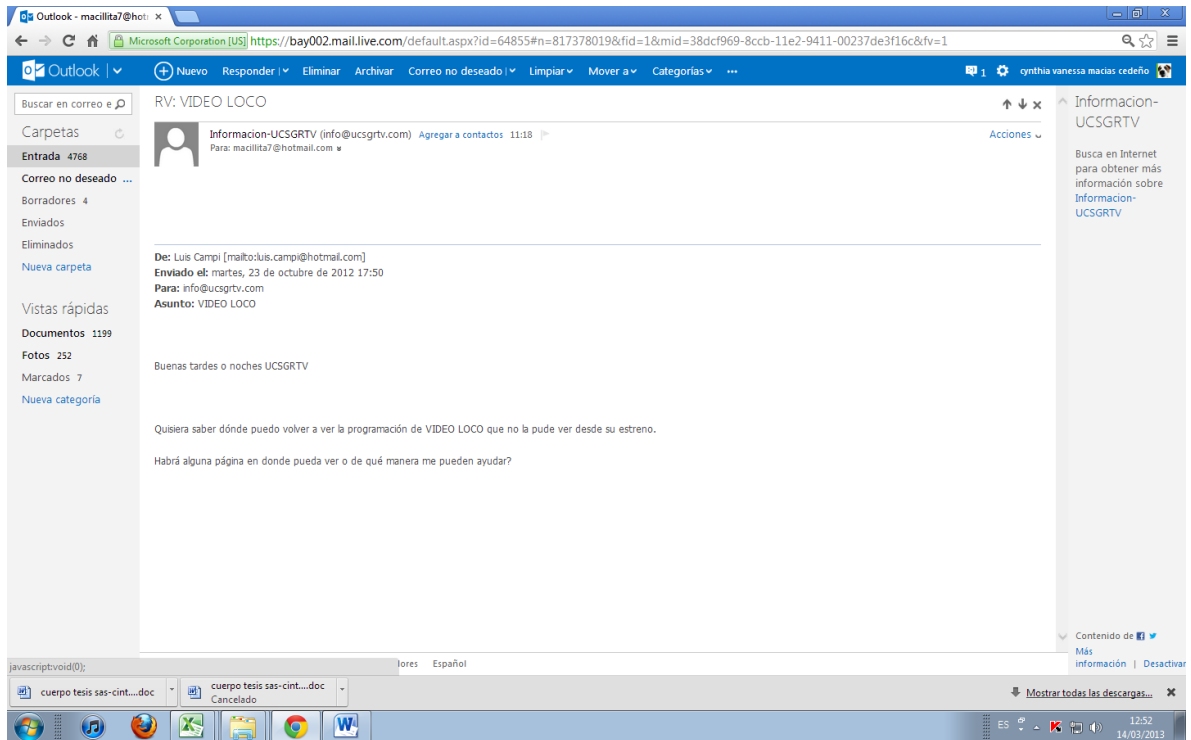 Outlook - macillita7@hot
Microsoft Corporation [US] https://bay002.mail.live.com/default.aspx?id=64855#n=817378019&fid=1&mid=38dcf969-8ccb-11e2-9411-00237de3f16c&fv=1
Outlook
Nuevo Responder Eliminar Archivar Correo no deseado Limpiar Mover a Categorías ... 1 cynthia vanessa macias cedeño
Buscar en correo e
Carpetas
Entrada 4768
Correo no deseado ...
Borradores 4
Enviados
Eliminados
Nueva carpeta
Vistas rápidas
Documentos 1199
Fotos 252
Marcados 7
Nueva categoría
RV: VIDEO LOCO
Informacion-UCSGRTV (info@ucsgrtv.com) Agregar a contactos 11:18
Para: macillita7@hotmail.com
Acciones
De: Luis Campi [mailto:luis.campi@hotmail.com]
Enviado el: martes, 23 de octubre de 2012 17:50
Para: info@ucsgrtv.com
Asunto: VIDEO LOCO
Buenas tardes o noches UCSGRTV
Quisiera saber dónde puedo volver a ver la programación de VIDEO LOCO que no la pude ver desde su estreno.
Habrá alguna página en donde pueda ver o de qué manera me pueden ayudar?
Informacion-
UCSGRTV
Busca en Internet
para obtener más
información sobre
Informacion-
UCSGRTV
Contenido de
Más
información | Desactivar
javascript:void(0);
lores Español
cuerpo tesis sas-cint....doc
cuerpo tesis sas-cint....doc
Cancelado
Mostrar todas las descargas...
ES
12:52
14/03/2013